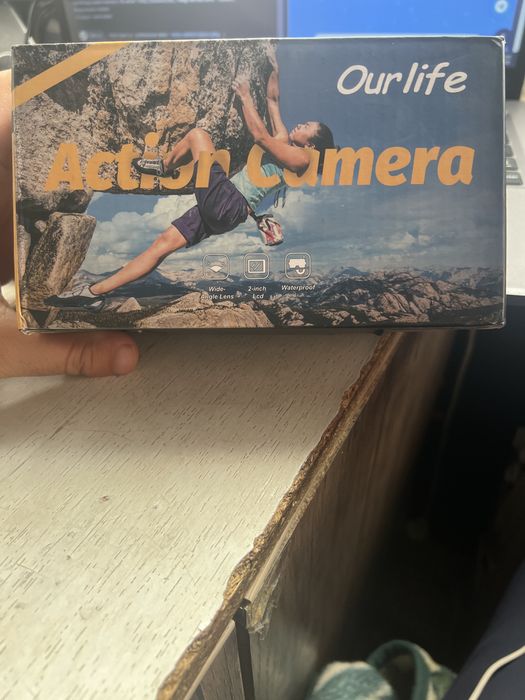 Ourlife
Action Camera
Wide-
Angle Lens
2-inch
Lcd
Waterproof